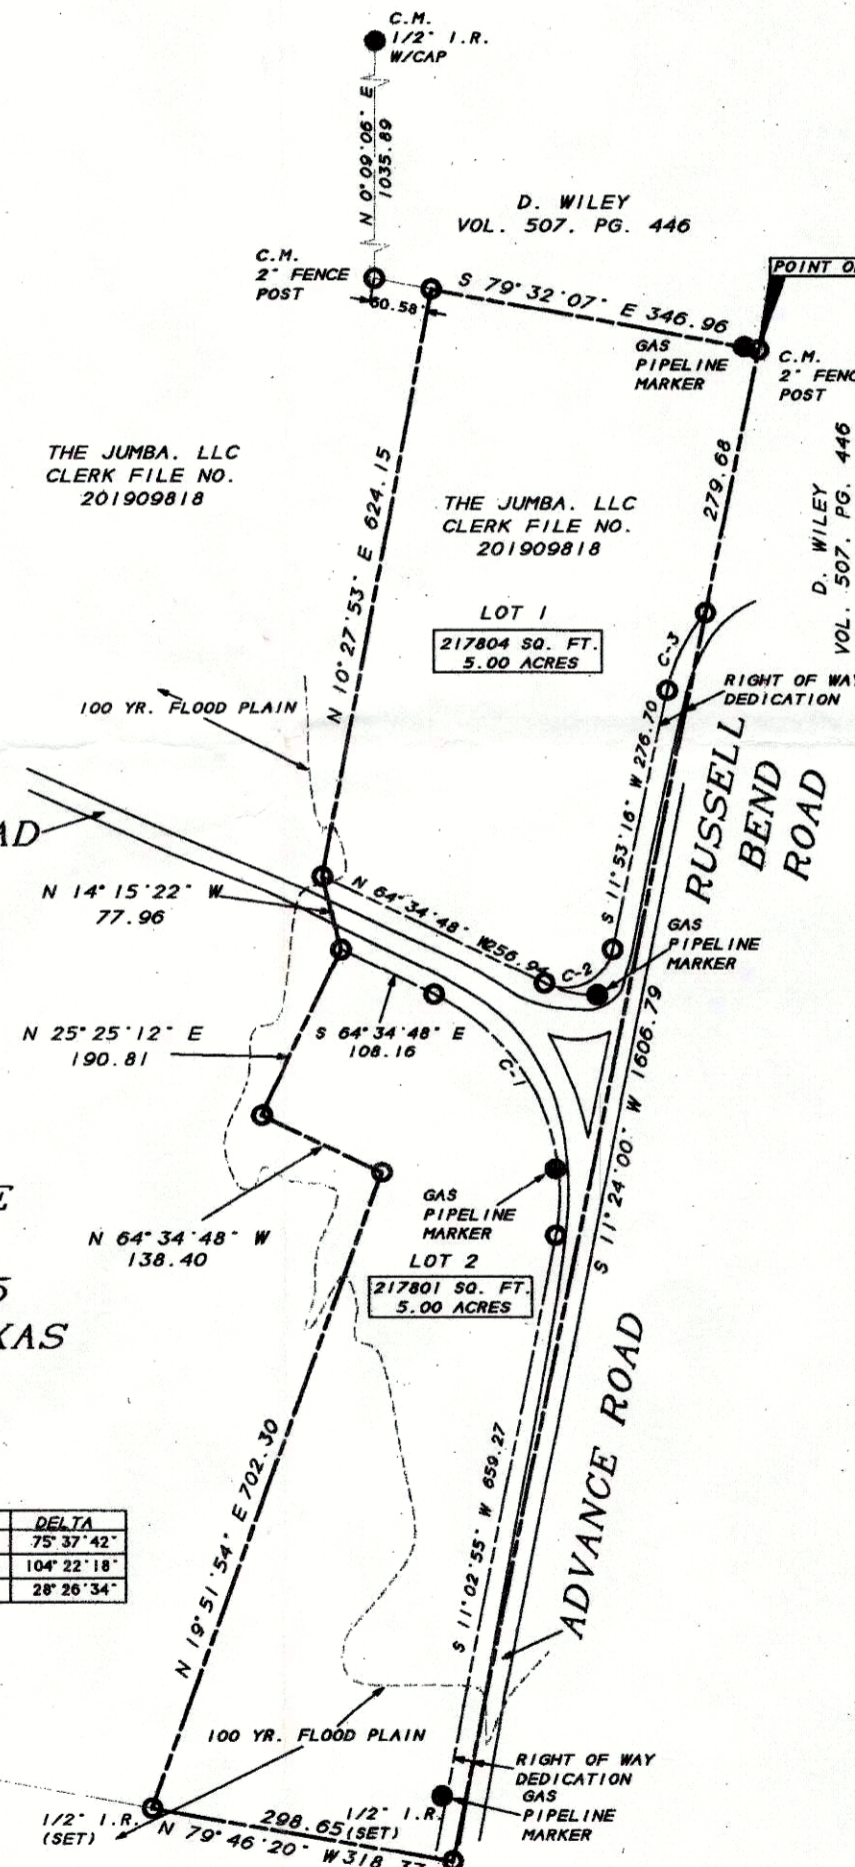 C.M.
1/2" I.R.
W/CAP
N 0°09'06" E
1035.89
D. WILEY
VOL. 507. PG. 446
C.M.
2" FENCE
POST
60.58'
S 79°32'07" E 346.96
POINT O
GAS
PIPELINE
MARKER
C.M.
2" FENC
POST
THE JUMBA. LLC
CLERK FILE NO.
201909818
N 10°27'53" E 624.15
THE JUMBA. LLC
CLERK FILE NO.
201909818
279.68
D. WILEY
VOL. 507. PG. 446
LOT 1
217804 SQ. FT.
5.00 ACRES
C-3
RIGHT OF WAY
DEDICATION
100 YR. FLOOD PLAIN
S 11°53'16" W 276.70
RUSSELL
BEND
ROAD
AD
N 14°15'22" W
77.96
N 64°34'48" W256.94
C-2
GAS
PIPELINE
MARKER
N 25°25'12" E
190.81
S 64°34'48" E
108.16
C-1
S 11°24'00" W 1606.79
E
N 64°34'48" W
138.40
GAS
PIPELINE
MARKER
LOT 2
217801 SQ. FT.
5.00 ACRES
5
XAS
N 19°51'54" E 702.30
S 11°02'55" W 659.27
ADVANCE ROAD
DELTA
75°37'42"
104°22'18"
28°26'34"
100 YR. FLOOD PLAIN
RIGHT OF WAY
DEDICATION
GAS
PIPELINE
MARKER
1/2" I.R.
(SET)
298.65
1/2" I.R.
(SET)
N 79°46'20" W 318.37